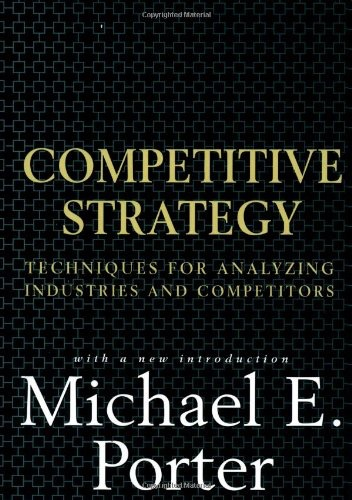 COMPETITIVE
STRATEGY
TECHNIQUES FOR ANALYZING
INDUSTRIES AND COMPETITORS
with a new introduction
Michael E.
Porter